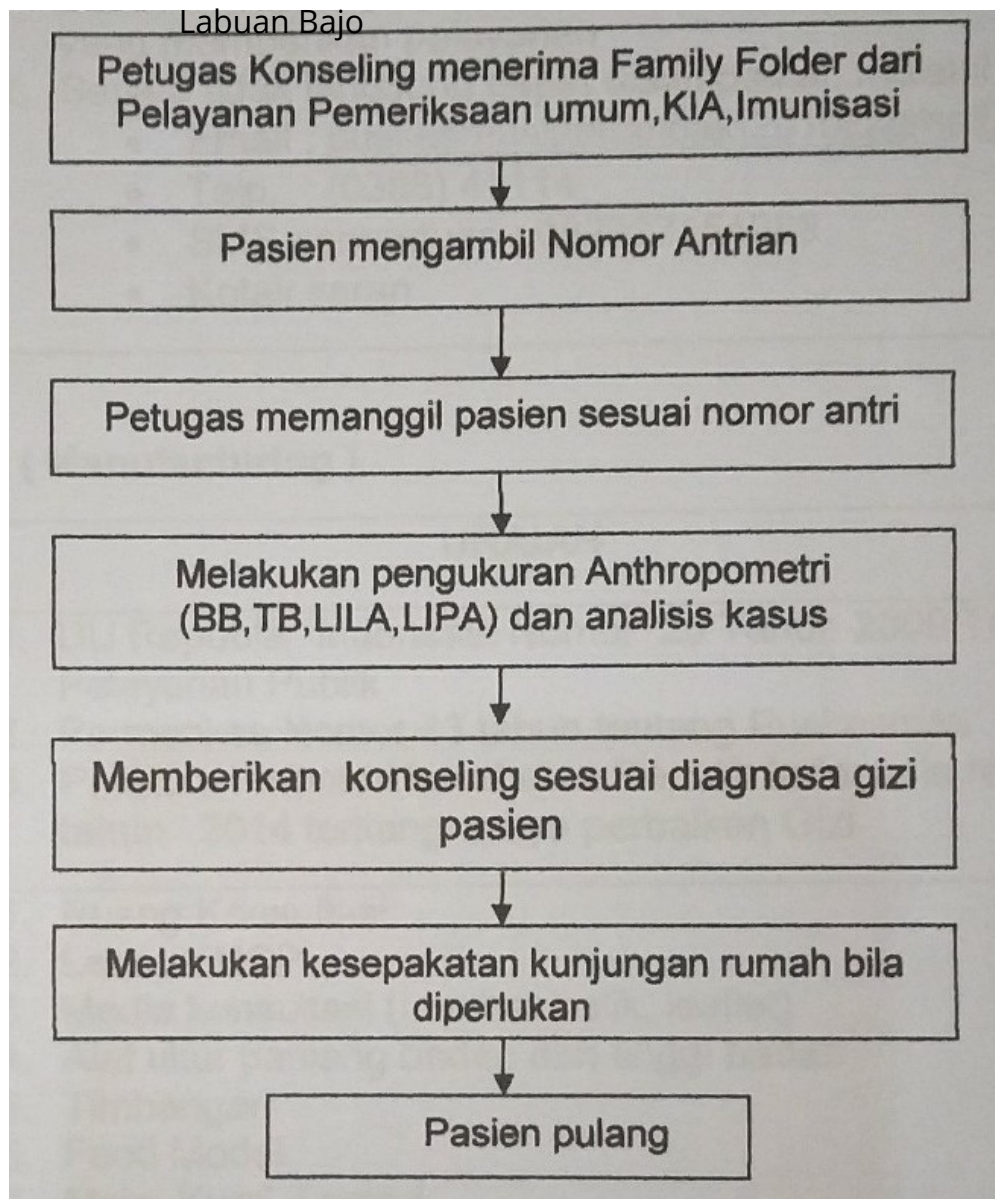 Labuan Bajo
Petugas Konseling menerima Family Folder dari
Pelayanan Pemeriksaan umum,KIA,Imunisasi
Pasien mengambil Nomor Antrian
Petugas memanggil pasien sesuai nomor antri
Melakukan pengukuran Anthropometri
(BB,TB,LILA,LIPA) dan analisis kasus
Memberikan konseling sesuai diagnosa gizi
pasien
Melakukan kesepakatan kunjungan rumah bila
diperlukan
Pasien pulang